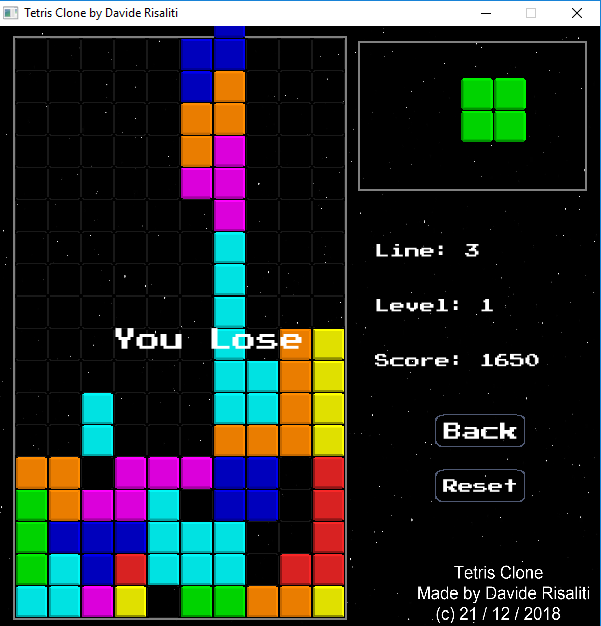 Tetris Clone by Davide Risaliti
You Lose
Line: 3
Level: 1
Score: 1650
Back
Reset
Tetris Clone
Made by Davide Risaliti
(c) 21 / 12 / 2018